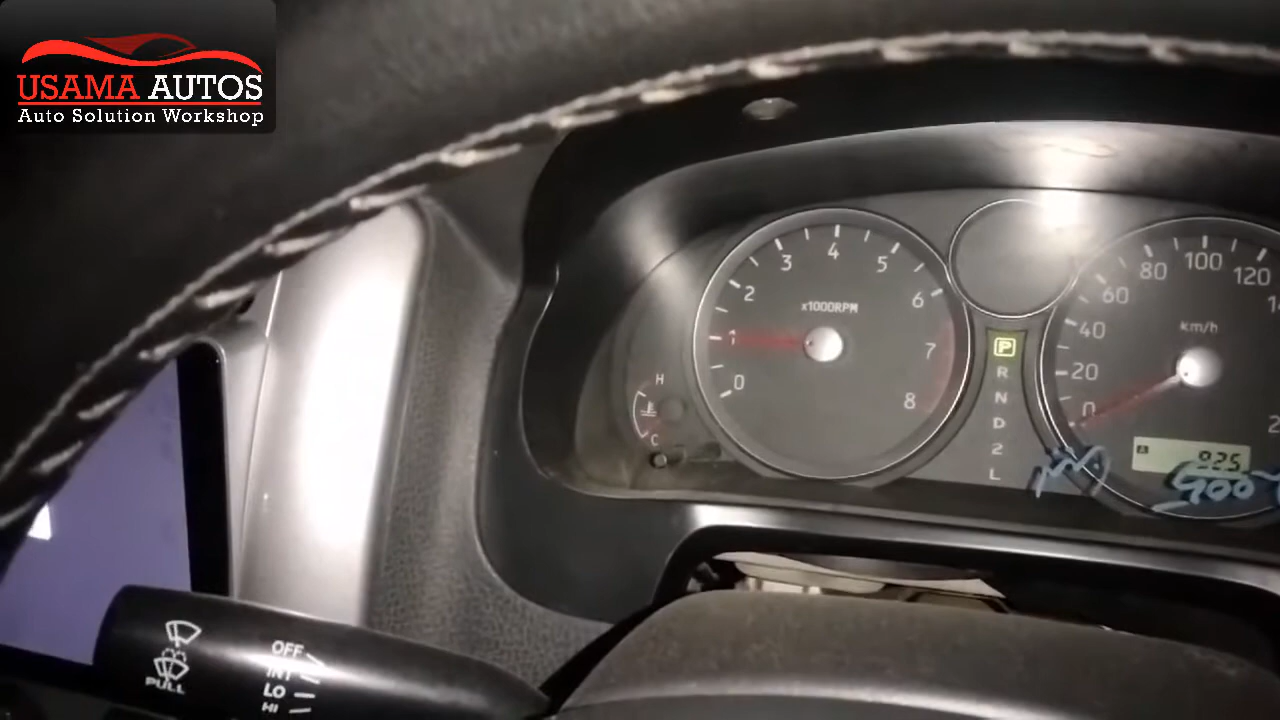 USAMA AUTOS
Auto Solution Workshop
0
1
2
3
4
5
6
7
8
x1000RPM
H
C
P
R
N
D
2
L
0
20
40
60
80
100
120
km/h
A
900
PULL
OFF
INT
LO
HI